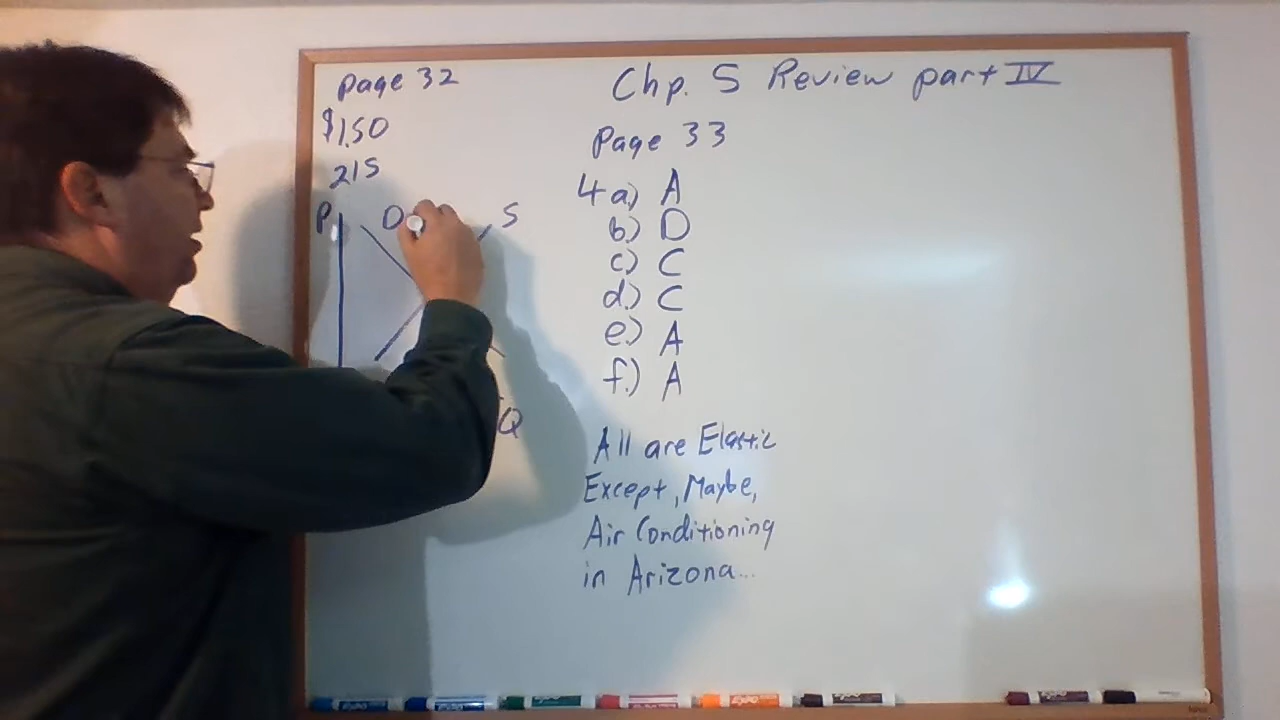 page 32
$1.50
215
P
D
S
Q
Chp. 5 Review part IV
Page 33
4 a.) A
b.) D
c.) C
d.) C
e.) A
f.) A
All are Elastic
Except, Maybe,
Air Conditioning
in Arizona...